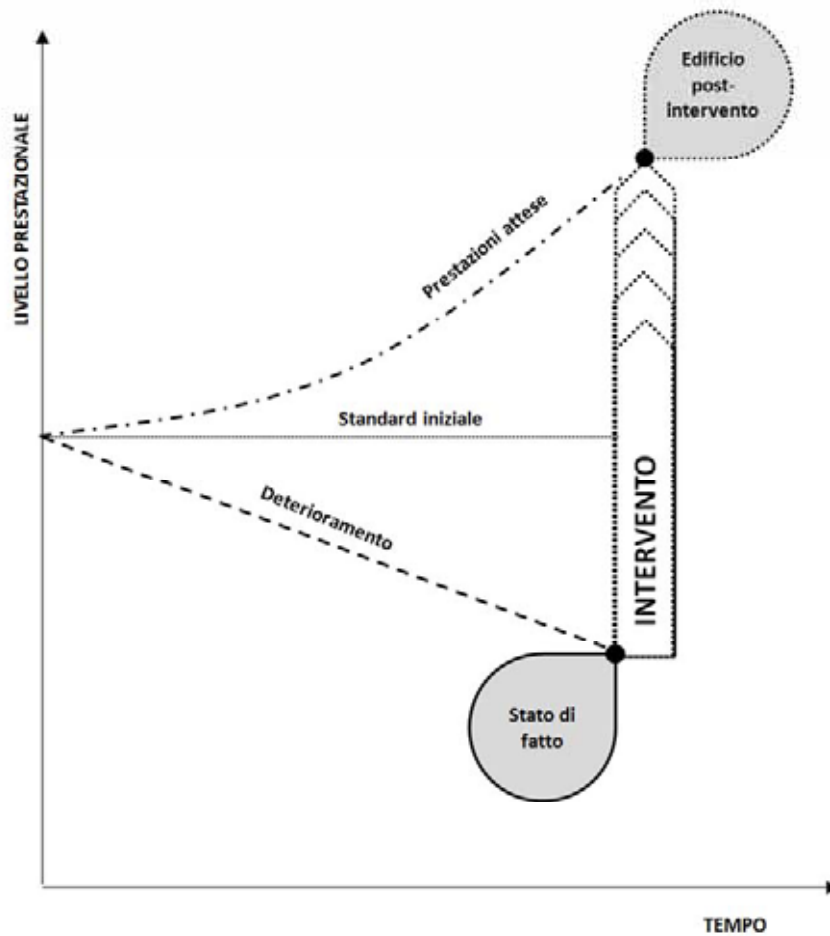 Edificio
post-
intervento
LIVELLO PRESTAZIONALE
Prestazioni attese
Standard iniziale
Deterioramento
INTERVENTO
Stato di
fatto
TEMPO